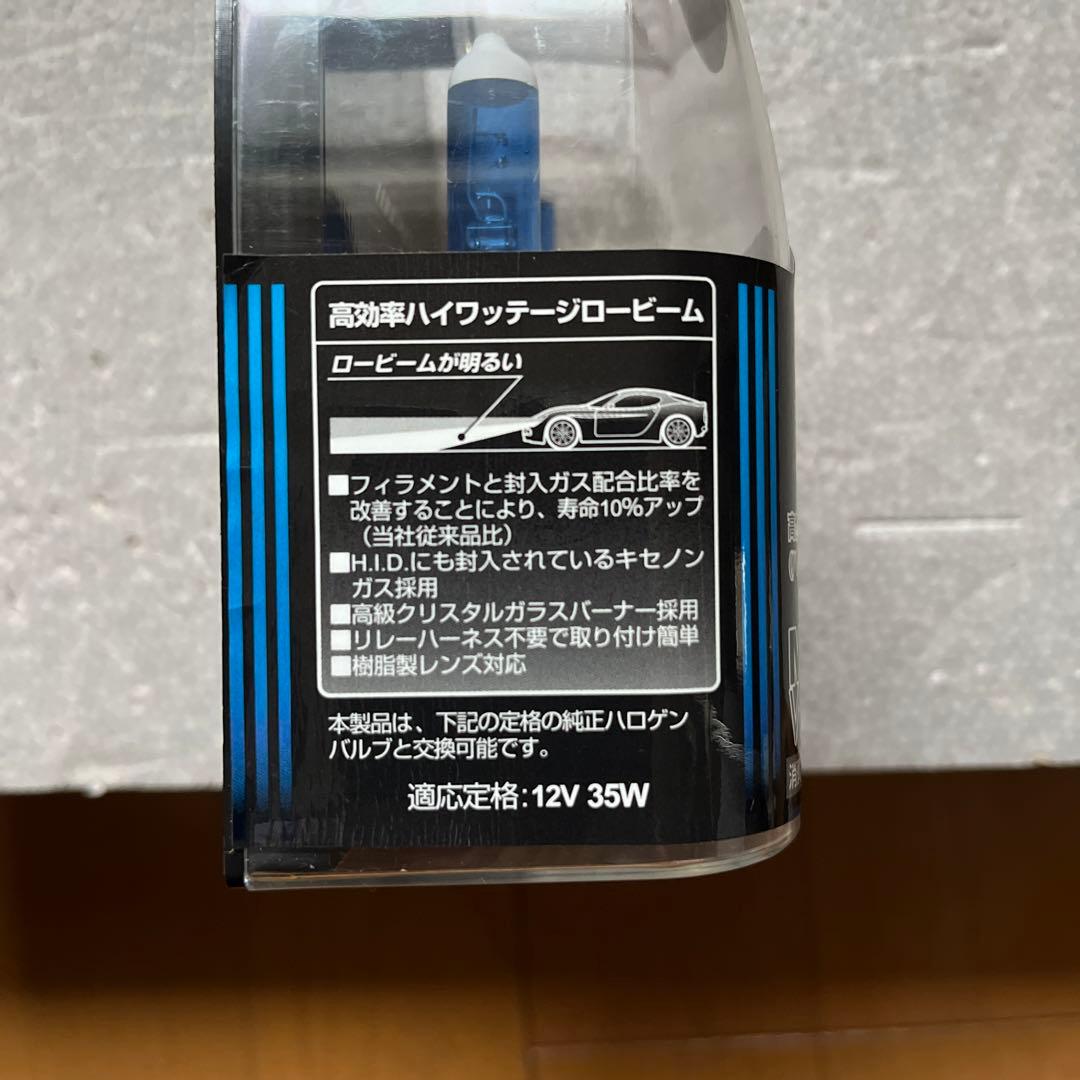 高効率ハイワッテージロービーム
ロービームが明るい
■フィラメントと封入ガス配合比率を
改善することにより、寿命10%アップ
（当社従来品比）
■H.I.D.にも封入されているキセノン
ガス採用
■高級クリスタルガラスバーナー採用
■リレーハーネス不要で取り付け簡単
■樹脂製レンズ対応
本製品は、下記の定格の純正ハロゲン
バルブと交換可能です。
適応定格：12V 35W